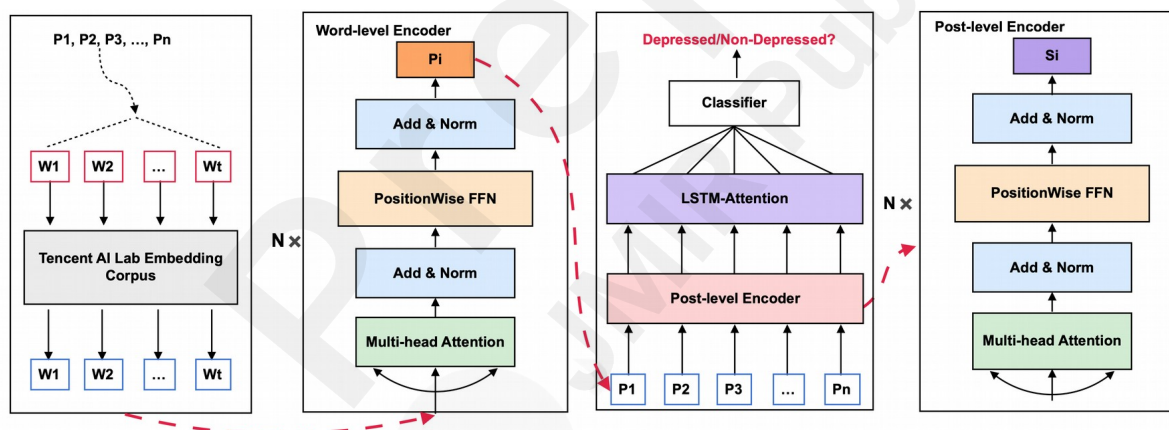 P1, P2, P3, ..., Pn
W1 W2 ... Wt
Tencent AI Lab Embedding
Corpus
W1 W2 ... Wt
N ×
Word-level Encoder
Pi
Add & Norm
PositionWise FFN
Add & Norm
Multi-head Attention
Depressed/Non-Depressed?
Classifier
LSTM-Attention
Post-level Encoder
P1 P2 P3 ... Pn
N ×
Post-level Encoder
Si
Add & Norm
PositionWise FFN
Add & Norm
Multi-head Attention